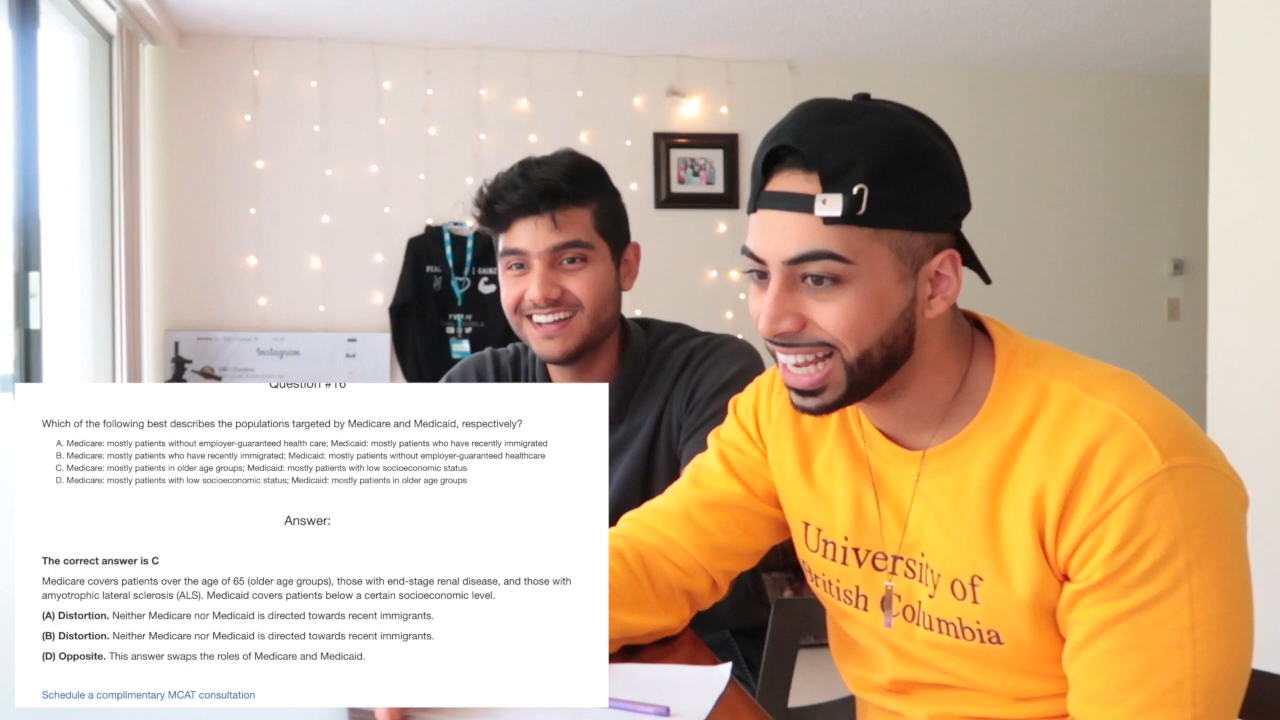 Instagram
Question #16
Which of the following best describes the populations targeted by Medicare and Medicaid, respectively?
A. Medicare: mostly patients without employer-guaranteed health care; Medicaid: mostly patients who have recently immigrated
B. Medicare: mostly patients who have recently immigrated; Medicaid: mostly patients without employer-guaranteed healthcare
C. Medicare: mostly patients in older age groups; Medicaid: mostly patients with low socioeconomic status
D. Medicare: mostly patients with low socioeconomic status; Medicaid: mostly patients in older age groups
Answer:
The correct answer is C
Medicare covers patients over the age of 65 (older age groups), those with end-stage renal disease, and those with
amyotrophic lateral sclerosis (ALS). Medicaid covers patients below a certain socioeconomic level.
(A) Distortion. Neither Medicare nor Medicaid is directed towards recent immigrants.
(B) Distortion. Neither Medicare nor Medicaid is directed towards recent immigrants.
(D) Opposite. This answer swaps the roles of Medicare and Medicaid.
Schedule a complimentary MCAT consultation
University of
British Columbia